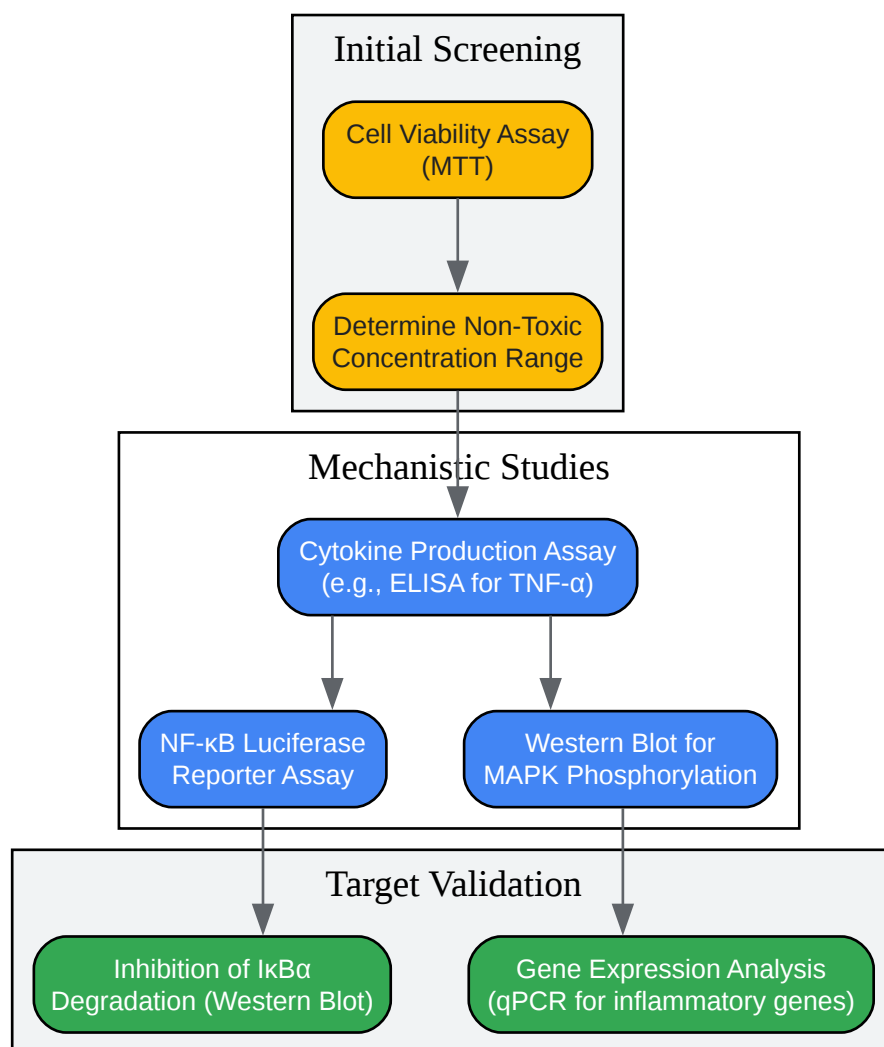 Initial Screening
Cell Viability Assay
(MTT)
Determine Non-Toxic
Concentration Range
Mechanistic Studies
Cytokine Production Assay
(e.g., ELISA for TNF-α)
NF-κB Luciferase
Reporter Assay
Western Blot for
MAPK Phosphorylation
Target Validation
Inhibition of IκBα
Degradation (Western Blot)
Gene Expression Analysis
(qPCR for inflammatory genes)